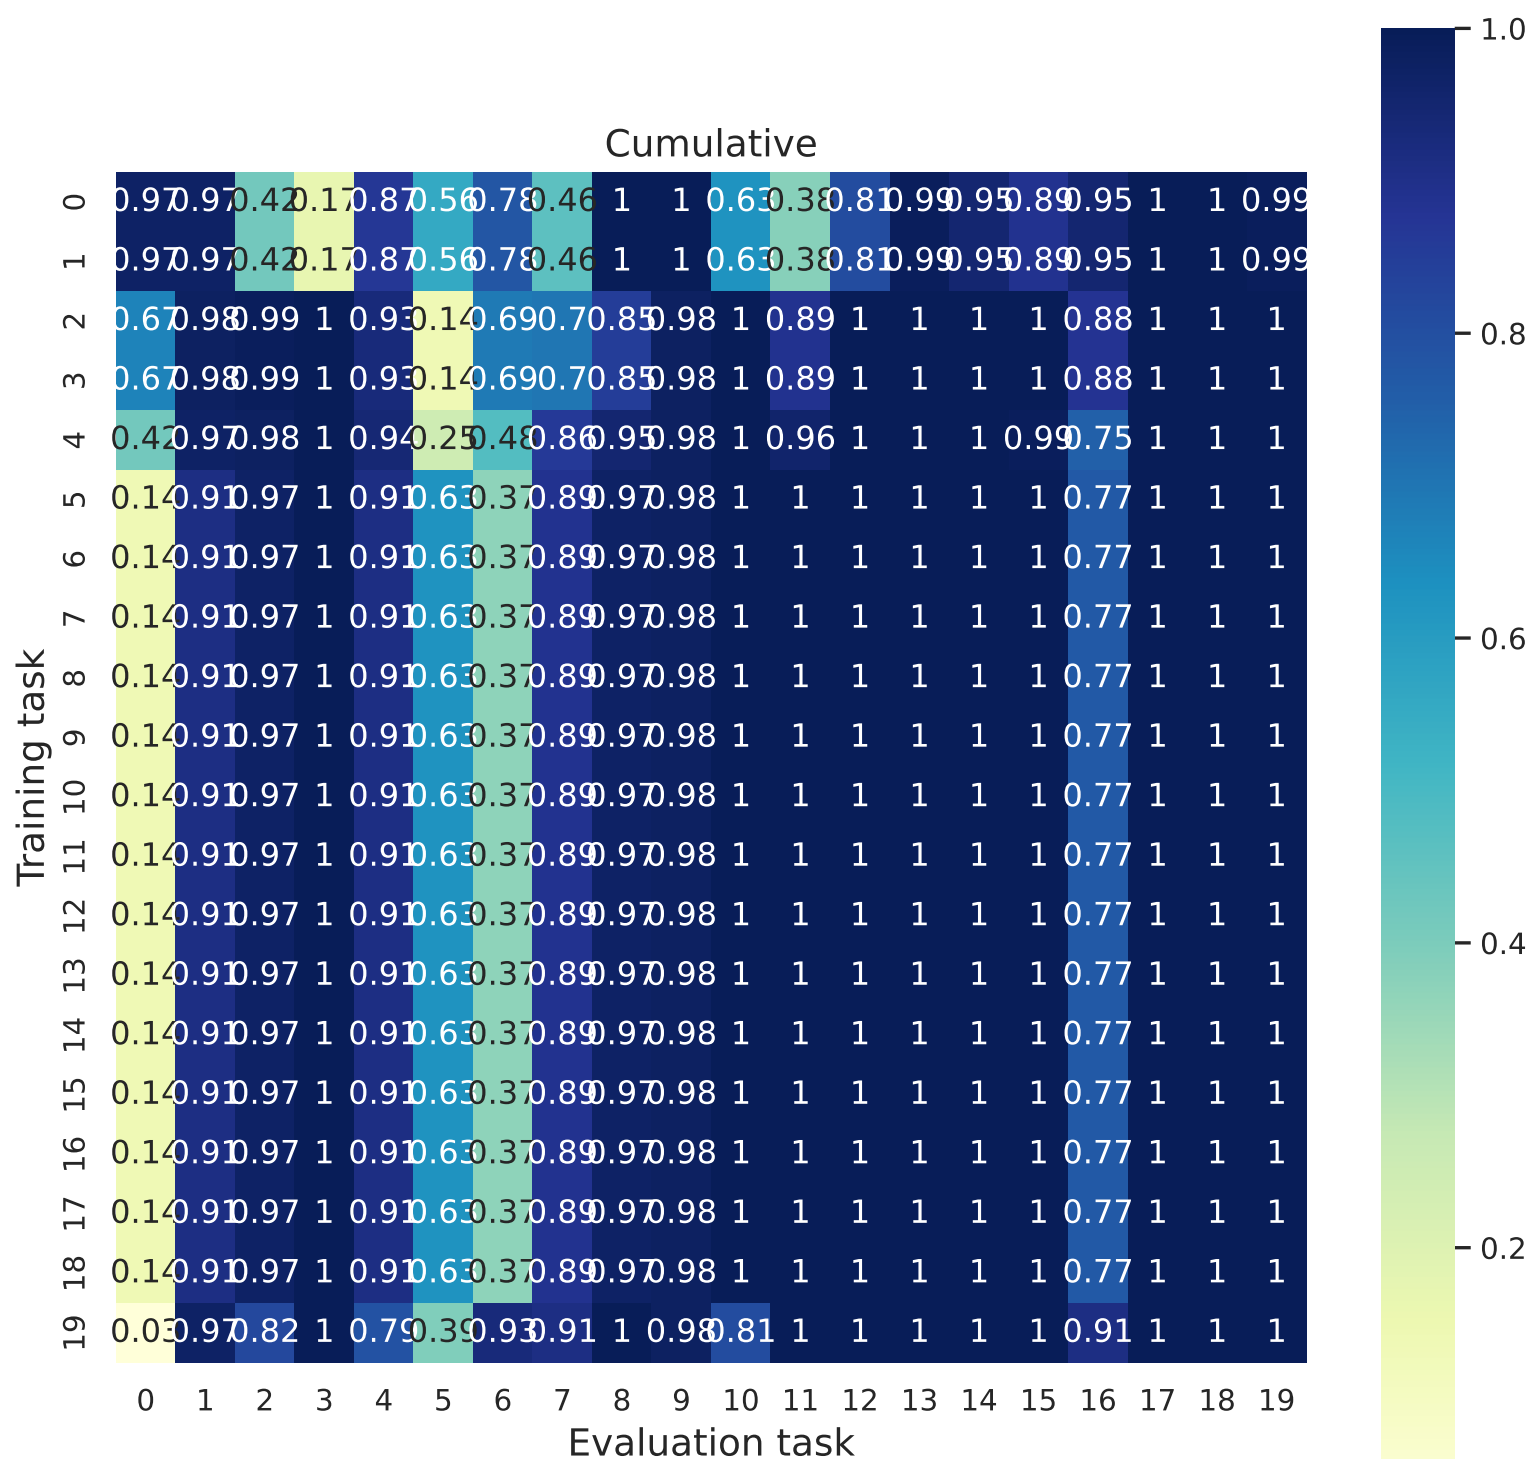 Cumulative
0 0.97 0.97 0.42 0.17 0.87 0.56 0.78 0.46 1 1 0.63 0.38 0.81 0.99 0.95 0.89 0.95 1 1 0.99
1 0.97 0.97 0.42 0.17 0.87 0.56 0.78 0.46 1 1 0.63 0.38 0.81 0.99 0.95 0.89 0.95 1 1 0.99
2 0.67 0.98 0.99 1 0.93 0.14 0.69 0.7 0.85 0.98 1 0.89 1 1 1 1 0.88 1 1 1
3 0.67 0.98 0.99 1 0.93 0.14 0.69 0.7 0.85 0.98 1 0.89 1 1 1 1 0.88 1 1 1
4 0.42 0.97 0.98 1 0.94 0.25 0.48 0.86 0.95 0.98 1 0.96 1 1 1 0.99 0.75 1 1 1
5 0.14 0.91 0.97 1 0.91 0.63 0.37 0.89 0.97 0.98 1 1 1 1 1 1 0.77 1 1 1
6 0.14 0.91 0.97 1 0.91 0.63 0.37 0.89 0.97 0.98 1 1 1 1 1 1 0.77 1 1 1
7 0.14 0.91 0.97 1 0.91 0.63 0.37 0.89 0.97 0.98 1 1 1 1 1 1 0.77 1 1 1
8 0.14 0.91 0.97 1 0.91 0.63 0.37 0.89 0.97 0.98 1 1 1 1 1 1 0.77 1 1 1
9 0.14 0.91 0.97 1 0.91 0.63 0.37 0.89 0.97 0.98 1 1 1 1 1 1 0.77 1 1 1
10 0.14 0.91 0.97 1 0.91 0.63 0.37 0.89 0.97 0.98 1 1 1 1 1 1 0.77 1 1 1
11 0.14 0.91 0.97 1 0.91 0.63 0.37 0.89 0.97 0.98 1 1 1 1 1 1 0.77 1 1 1
12 0.14 0.91 0.97 1 0.91 0.63 0.37 0.89 0.97 0.98 1 1 1 1 1 1 0.77 1 1 1
13 0.14 0.91 0.97 1 0.91 0.63 0.37 0.89 0.97 0.98 1 1 1 1 1 1 0.77 1 1 1
14 0.14 0.91 0.97 1 0.91 0.63 0.37 0.89 0.97 0.98 1 1 1 1 1 1 0.77 1 1 1
15 0.14 0.91 0.97 1 0.91 0.63 0.37 0.89 0.97 0.98 1 1 1 1 1 1 0.77 1 1 1
16 0.14 0.91 0.97 1 0.91 0.63 0.37 0.89 0.97 0.98 1 1 1 1 1 1 0.77 1 1 1
17 0.14 0.91 0.97 1 0.91 0.63 0.37 0.89 0.97 0.98 1 1 1 1 1 1 0.77 1 1 1
18 0.14 0.91 0.97 1 0.91 0.63 0.37 0.89 0.97 0.98 1 1 1 1 1 1 0.77 1 1 1
19 0.03 0.97 0.82 1 0.79 0.39 0.93 0.91 1 0.98 0.81 1 1 1 1 1 0.91 1 1 1
0 1 2 3 4 5 6 7 8 9 10 11 12 13 14 15 16 17 18 19
Evaluation task
Training task
1.0
0.8
0.6
0.4
0.2